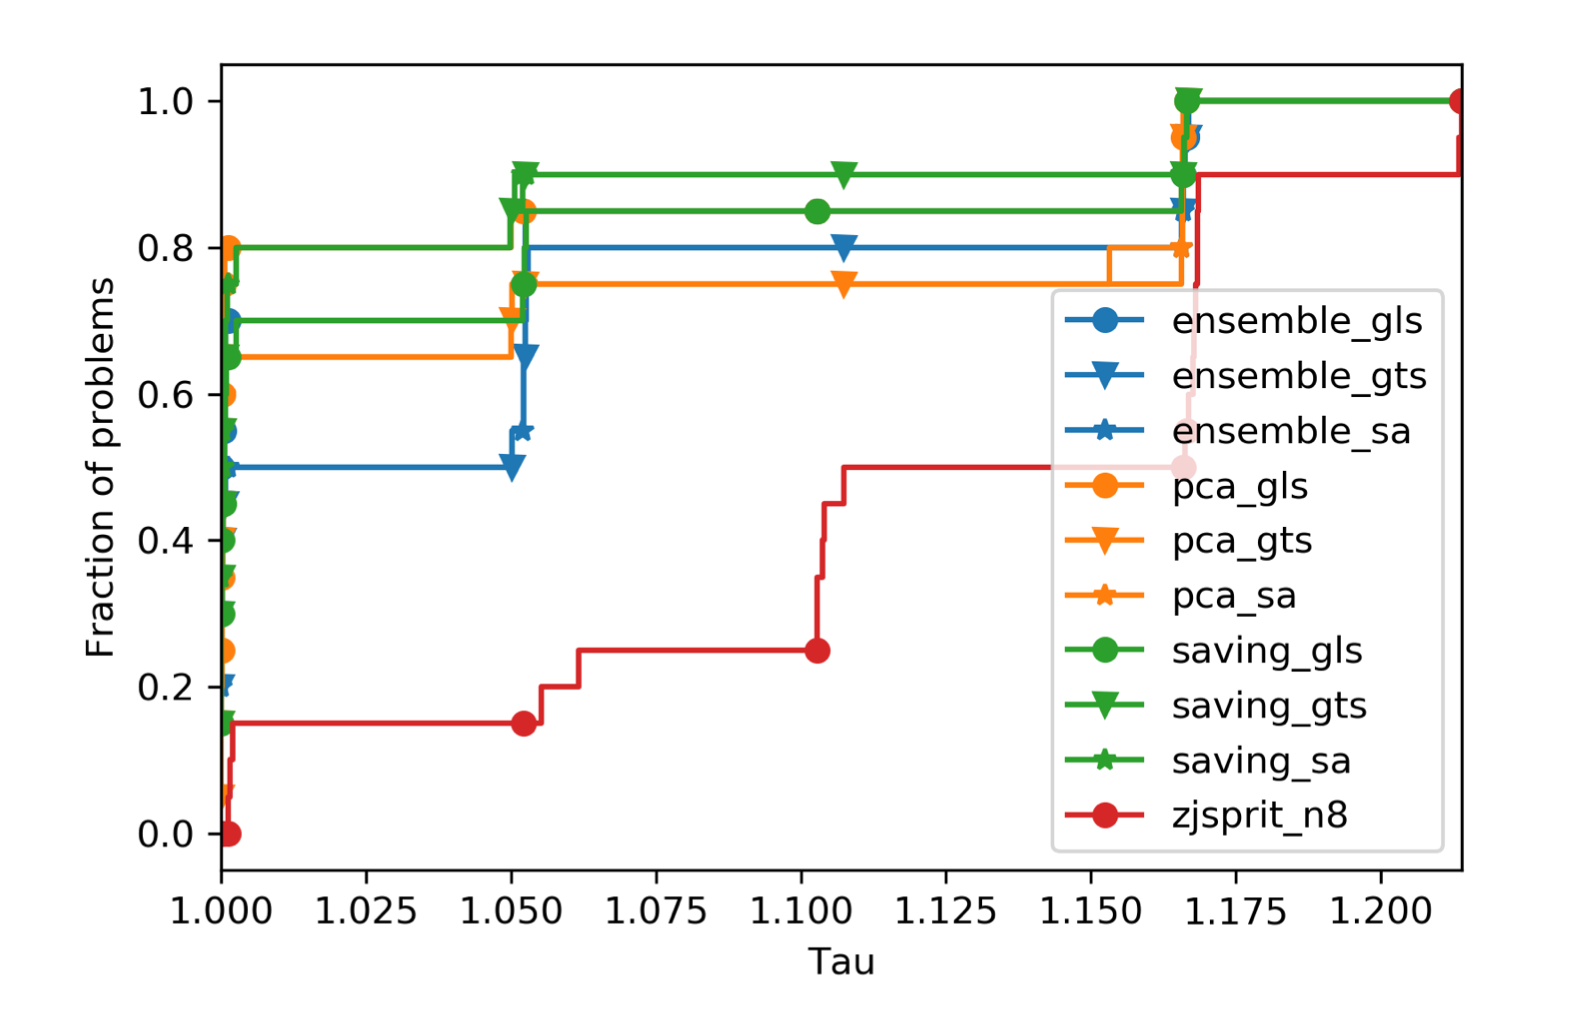 1.0
0.8
0.6
0.4
0.2
0.0
Fraction of problems
1.000 1.025 1.050 1.075 1.100 1.125 1.150 1.175 1.200
Tau
ensemble_gls
ensemble_gts
ensemble_sa
pca_gls
pca_gts
pca_sa
saving_gls
saving_gts
saving_sa
zjsprit_n8